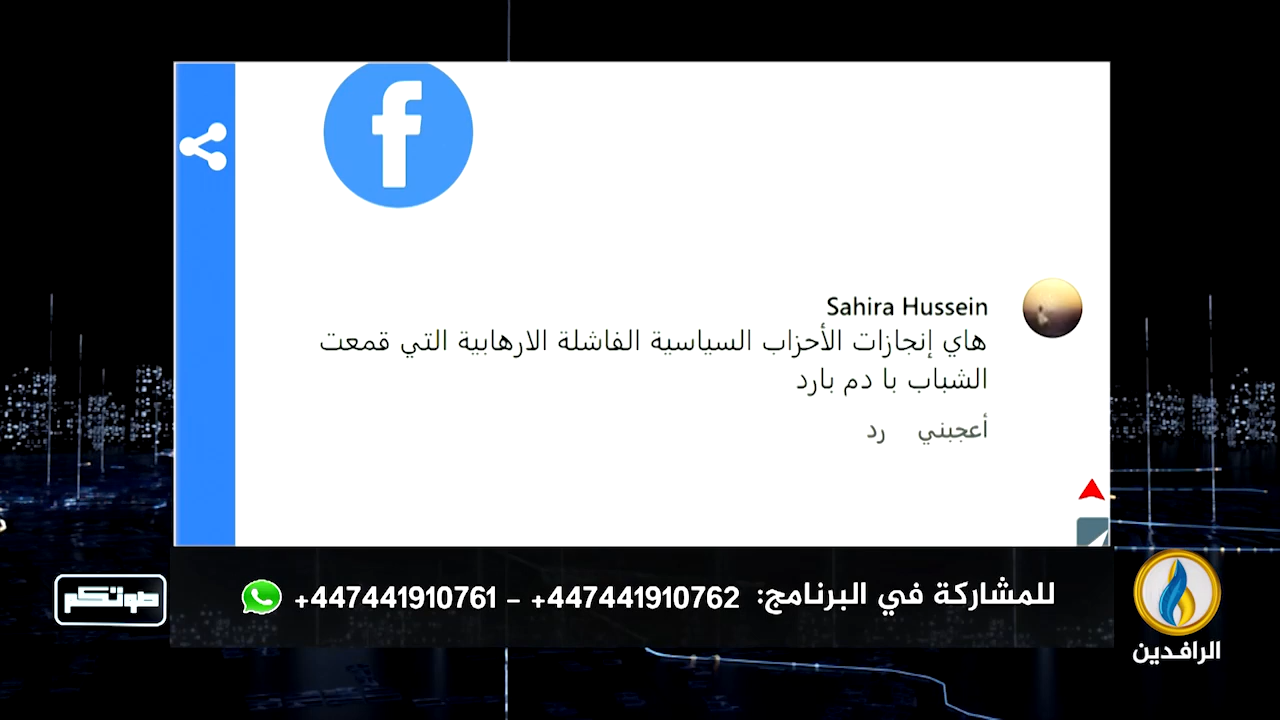 f
Sahira Hussein
هاي إنجازات الأحزاب السياسية الفاشلة الارهابية التي قمعت
الشباب با دم بارد
أعجبني رد
للمشاركة في البرنامج: 447441910762+ – 447441910761+
صوتكم
الرافدين